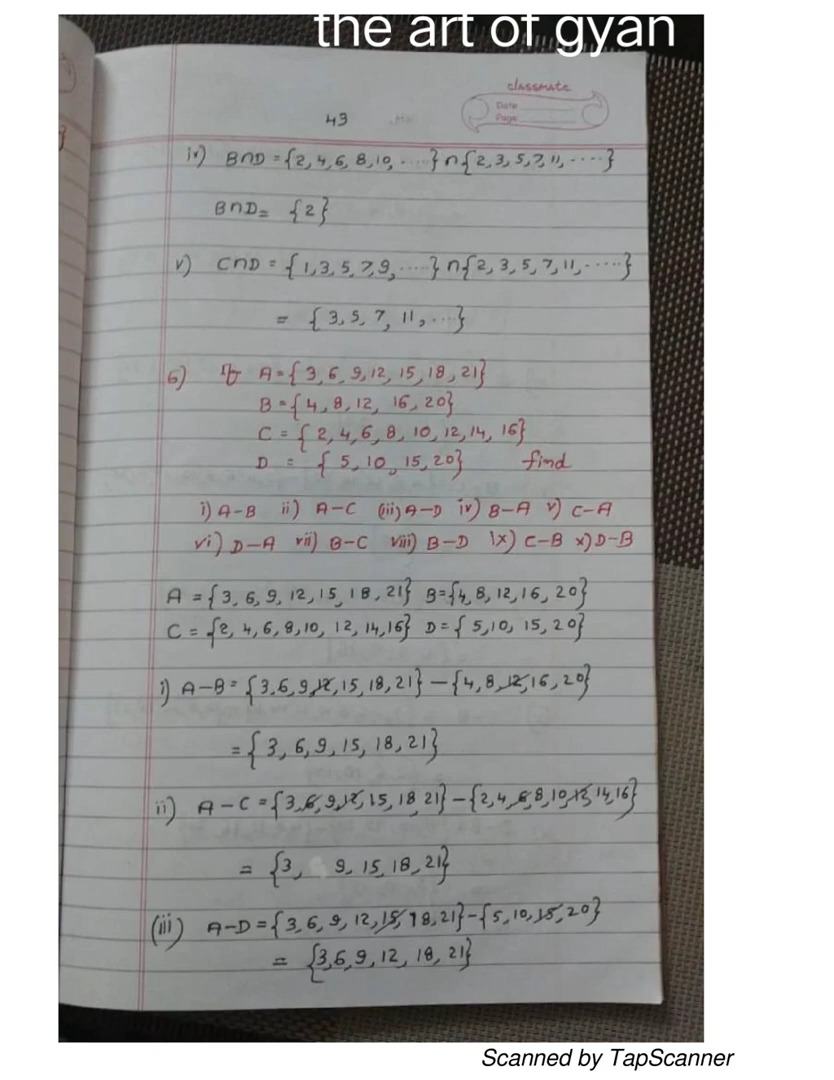 the art of gyan
classmate
Date
Page
43
iv) B∩D = {2, 4, 6, 8, 10, .....} ∩ {2, 3, 5, 7, 11, .....}
B∩D = {2}
v) C∩D = {1, 3, 5, 7, 9, .....} ∩ {2, 3, 5, 7, 11, ......}
= {3, 5, 7, 11, ...}
6) If A = {3, 6, 9, 12, 15, 18, 21}
B = {4, 8, 12, 16, 20}
C = {2, 4, 6, 8, 10, 12, 14, 16}
D = {5, 10, 15, 20} find
i) A-B ii) A-C (iii) A-D iv) B-A v) C-A
vi) D-A vii) B-C viii) B-D ix) C-B x) D-B
A = {3, 6, 9, 12, 15, 18, 21} B = {4, 8, 12, 16, 20}
C = {2, 4, 6, 8, 10, 12, 14, 16} D = {5, 10, 15, 20}
i) A-B = {3, 6, 9, 12, 15, 18, 21} - {4, 8, 12, 16, 20}
= {3, 6, 9, 15, 18, 21}
ii) A-C = {3, 6, 9, 12, 15, 18 21} - {2, 4, 6, 8, 10, 12, 14, 16}
= {3, 9, 15, 18, 21}
(iii) A-D = {3, 6, 9, 12, 15, 18, 21} - {5, 10, 15, 20}
= {3, 6, 9, 12, 18, 21}
Scanned by TapScanner